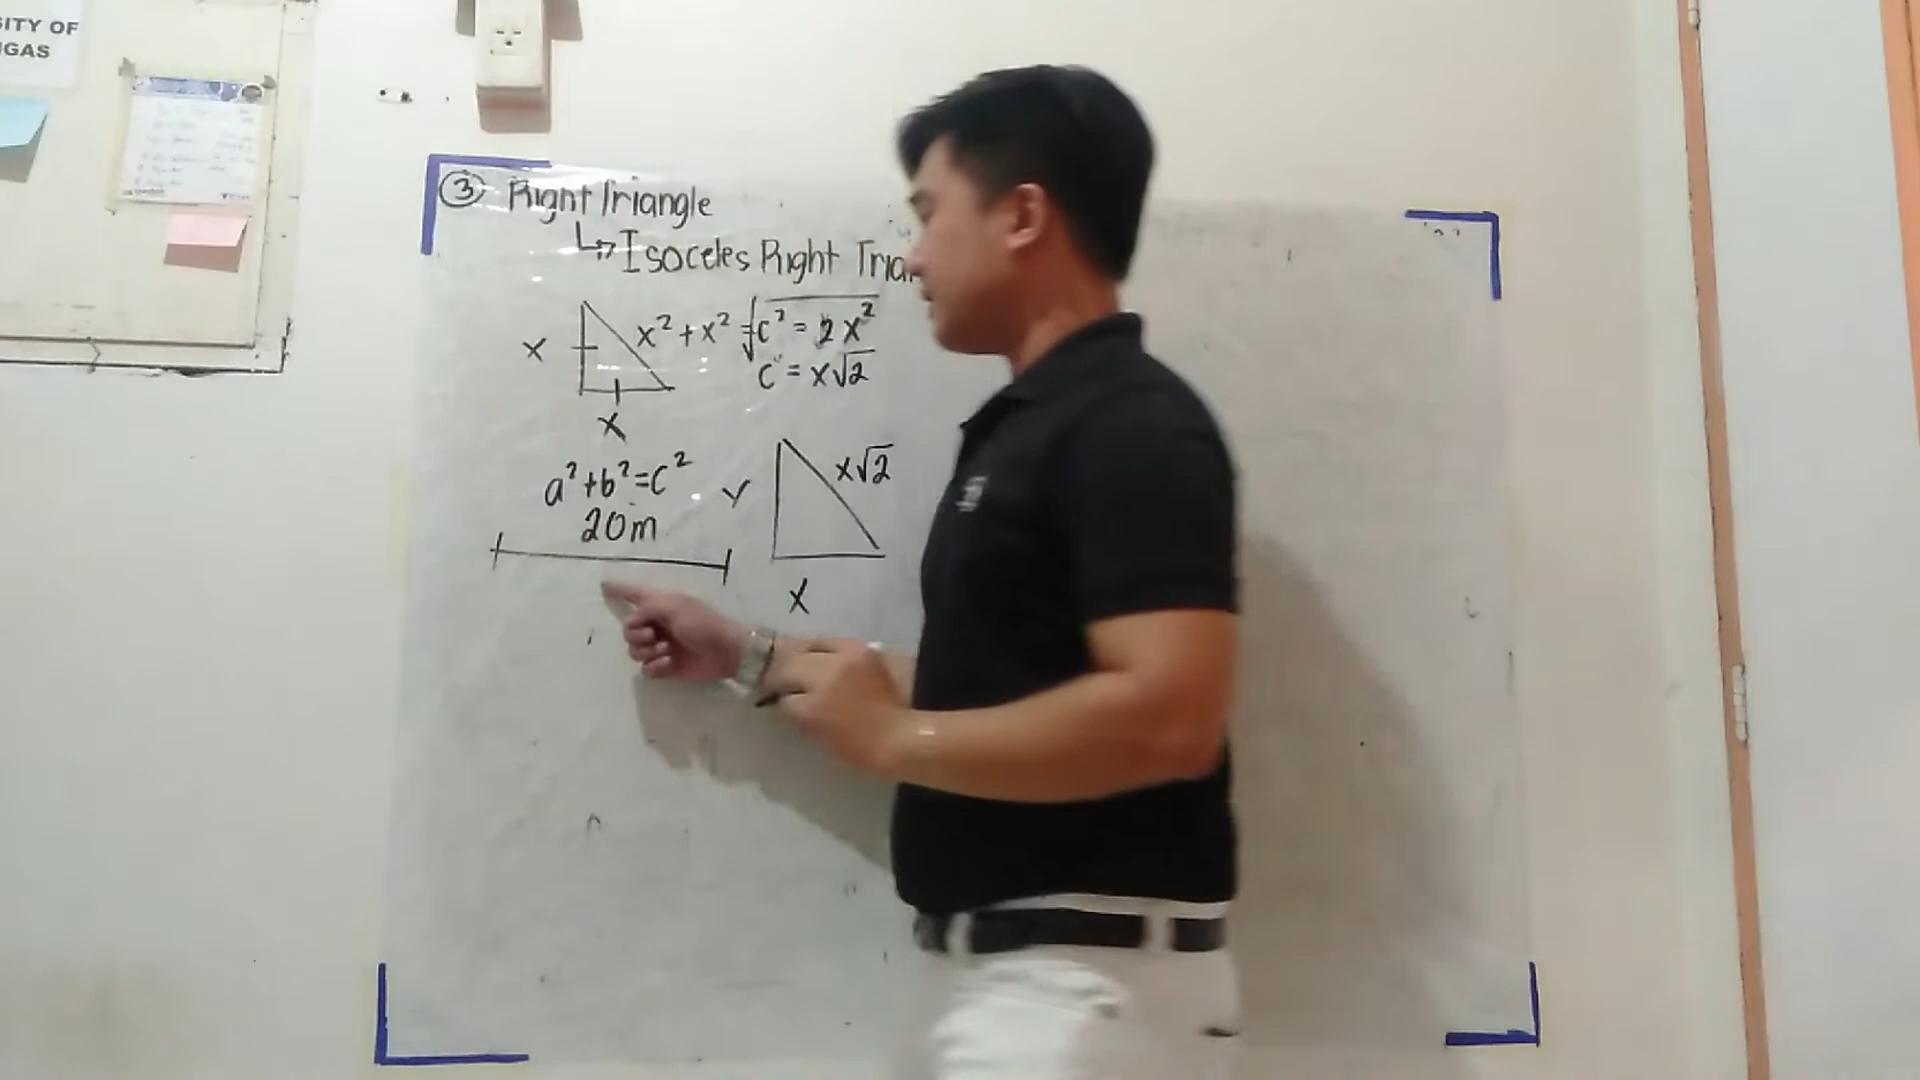 SITY OF
GAS
③ Right Triangle
↳ Isoceles Right Tria
x
x² + x² = √c² = 2x²
c = x√2
x
a² + b² = c²
20m
x√2
x